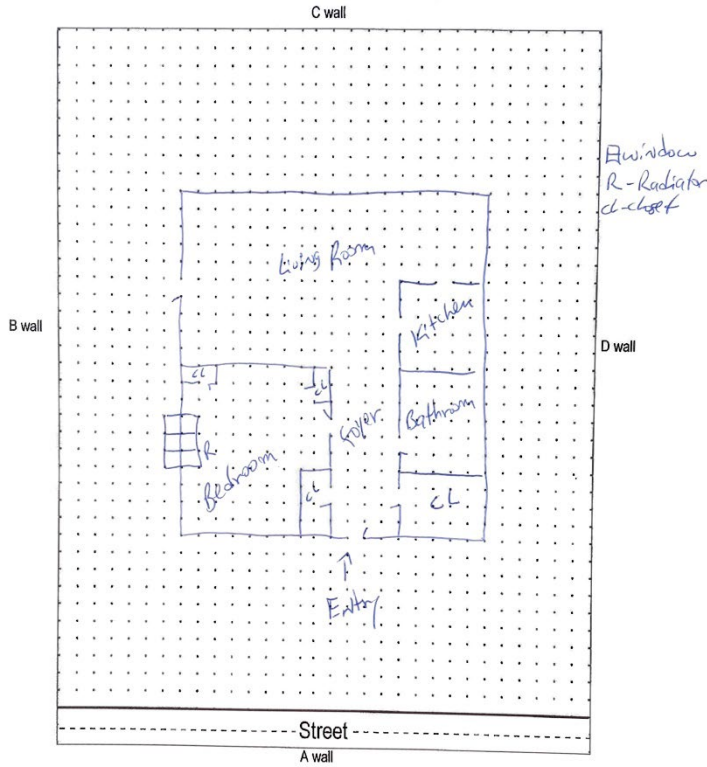 C wall
window
R-Radiator
cl-closet
Living Room
Kitchen
B wall
D wall
CL
CL
Foyer
Bathroom
R
Bedroom
CL
CL
Entry
Street
A wall